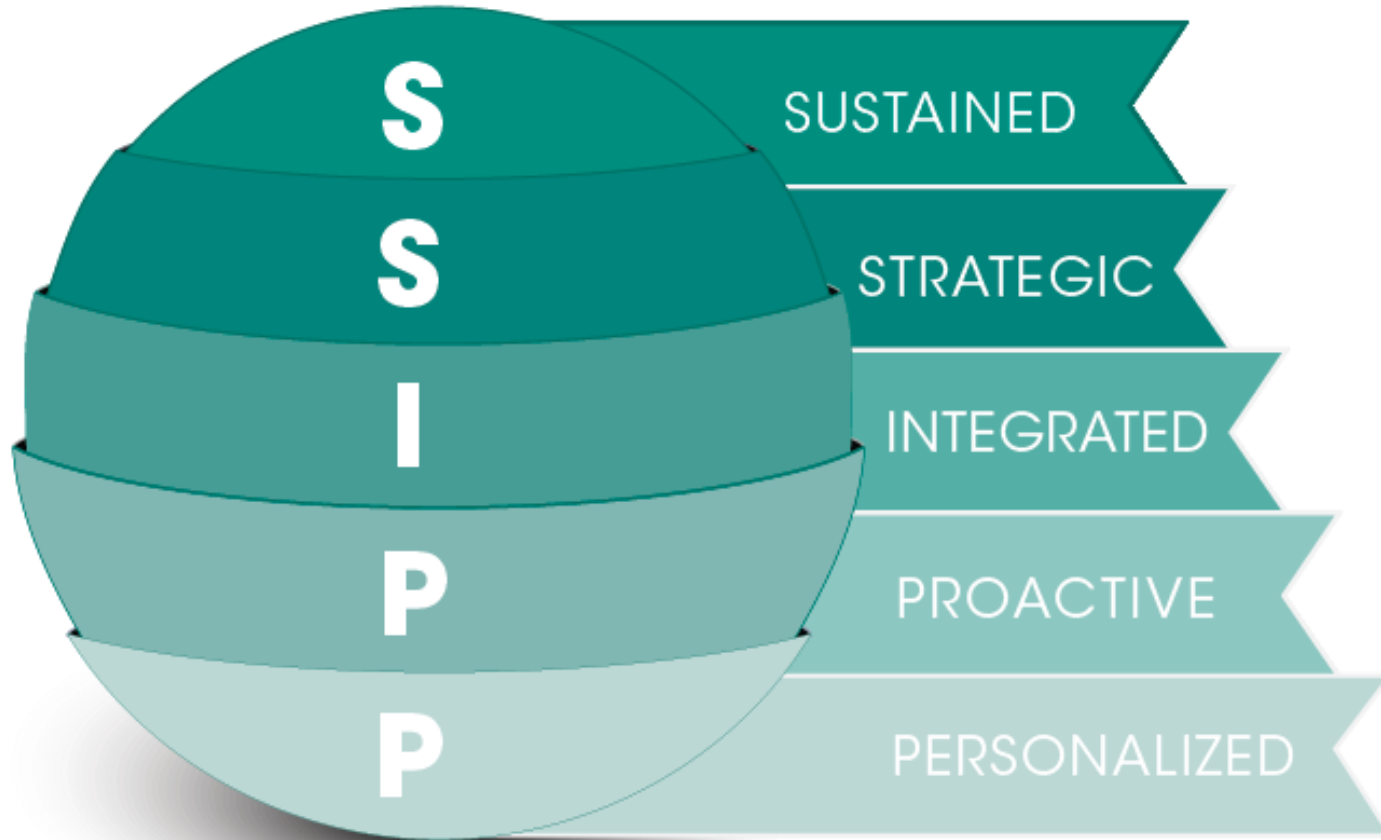 S SUSTAINED
S STRATEGIC
I INTEGRATED
P PROACTIVE
P PERSONALIZED